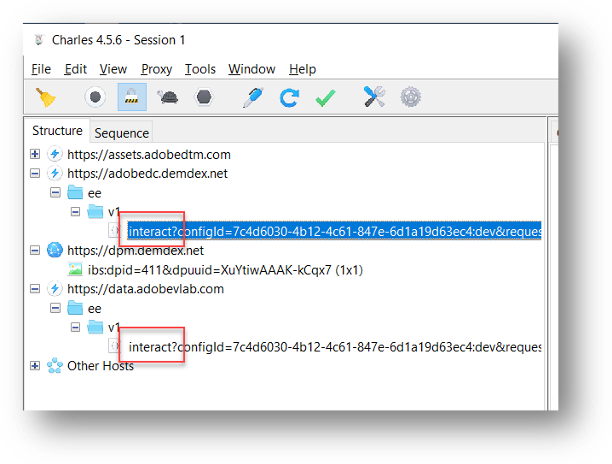 Charles 4.5.6 - Session 1
File Edit View Proxy Tools Window Help
Structure Sequence
https://assets.adobedtm.com
https://adobedc.demdex.net
ee
v1
interact?configId=7c4d6030-4b12-4c61-847e-6d1a19d63ec4:dev&reques
https://dpm.demdex.net
ibs:dpid=411&dpuuid=XuYtiwAAAK-kCqx7 (1x1)
https://data.adobevlab.com
ee
v1
interact?configId=7c4d6030-4b12-4c61-847e-6d1a19d63ec4:dev&reques
Other Hosts